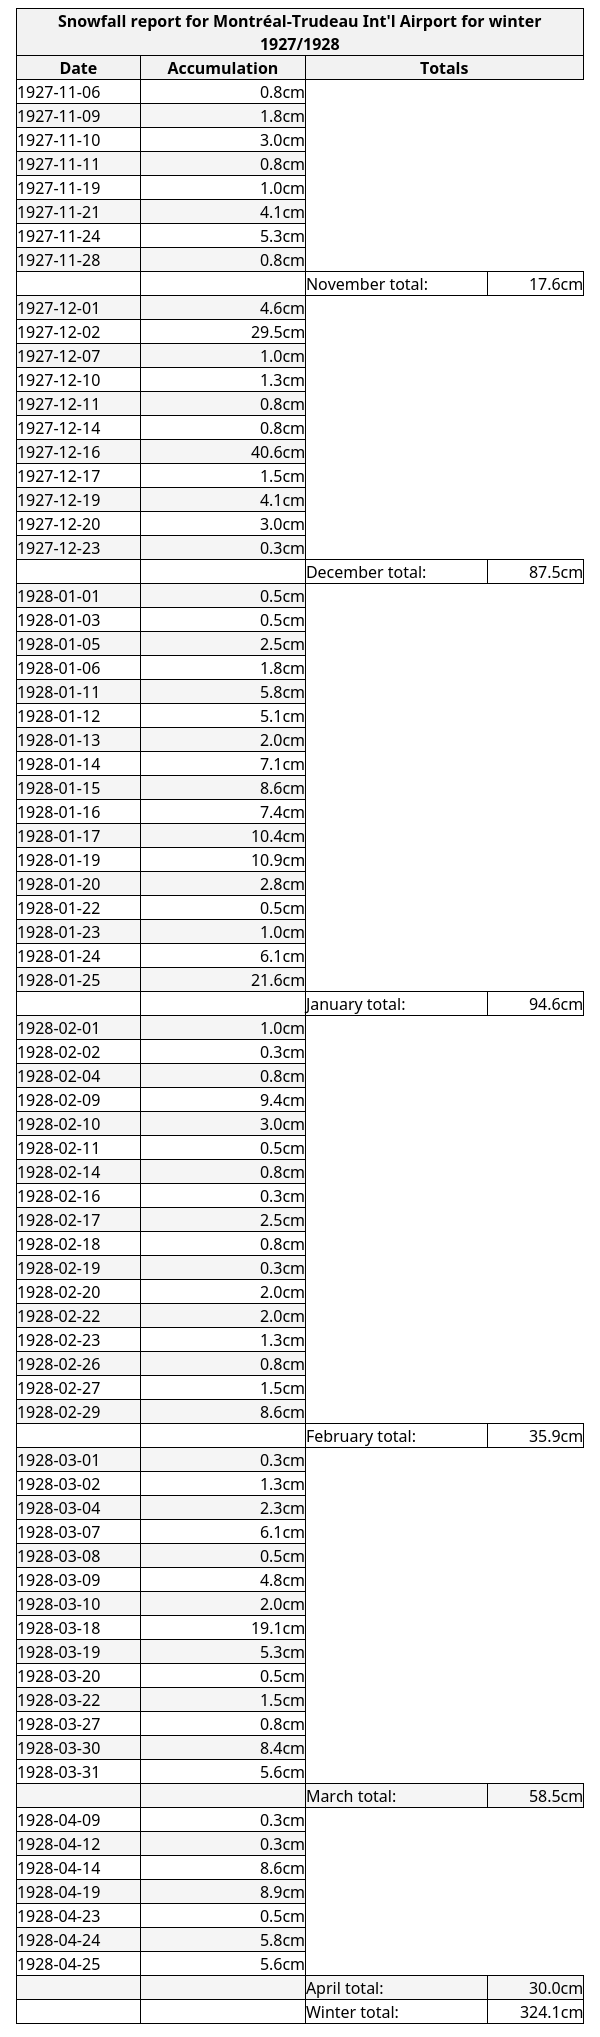 Snowfall report for Montréal-Trudeau Int'l Airport for winter
1927/1928
Date Accumulation Totals
1927-11-06 0.8cm
1927-11-09 1.8cm
1927-11-10 3.0cm
1927-11-11 0.8cm
1927-11-19 1.0cm
1927-11-21 4.1cm
1927-11-24 5.3cm
1927-11-28 0.8cm
November total: 17.6cm
1927-12-01 4.6cm
1927-12-02 29.5cm
1927-12-07 1.0cm
1927-12-10 1.3cm
1927-12-11 0.8cm
1927-12-14 0.8cm
1927-12-16 40.6cm
1927-12-17 1.5cm
1927-12-19 4.1cm
1927-12-20 3.0cm
1927-12-23 0.3cm
December total: 87.5cm
1928-01-01 0.5cm
1928-01-03 0.5cm
1928-01-05 2.5cm
1928-01-06 1.8cm
1928-01-11 5.8cm
1928-01-12 5.1cm
1928-01-13 2.0cm
1928-01-14 7.1cm
1928-01-15 8.6cm
1928-01-16 7.4cm
1928-01-17 10.4cm
1928-01-19 10.9cm
1928-01-20 2.8cm
1928-01-22 0.5cm
1928-01-23 1.0cm
1928-01-24 6.1cm
1928-01-25 21.6cm
January total: 94.6cm
1928-02-01 1.0cm
1928-02-02 0.3cm
1928-02-04 0.8cm
1928-02-09 9.4cm
1928-02-10 3.0cm
1928-02-11 0.5cm
1928-02-14 0.8cm
1928-02-16 0.3cm
1928-02-17 2.5cm
1928-02-18 0.8cm
1928-02-19 0.3cm
1928-02-20 2.0cm
1928-02-22 2.0cm
1928-02-23 1.3cm
1928-02-26 0.8cm
1928-02-27 1.5cm
1928-02-29 8.6cm
February total: 35.9cm
1928-03-01 0.3cm
1928-03-02 1.3cm
1928-03-04 2.3cm
1928-03-07 6.1cm
1928-03-08 0.5cm
1928-03-09 4.8cm
1928-03-10 2.0cm
1928-03-18 19.1cm
1928-03-19 5.3cm
1928-03-20 0.5cm
1928-03-22 1.5cm
1928-03-27 0.8cm
1928-03-30 8.4cm
1928-03-31 5.6cm
March total: 58.5cm
1928-04-09 0.3cm
1928-04-12 0.3cm
1928-04-14 8.6cm
1928-04-19 8.9cm
1928-04-23 0.5cm
1928-04-24 5.8cm
1928-04-25 5.6cm
April total: 30.0cm
Winter total: 324.1cm